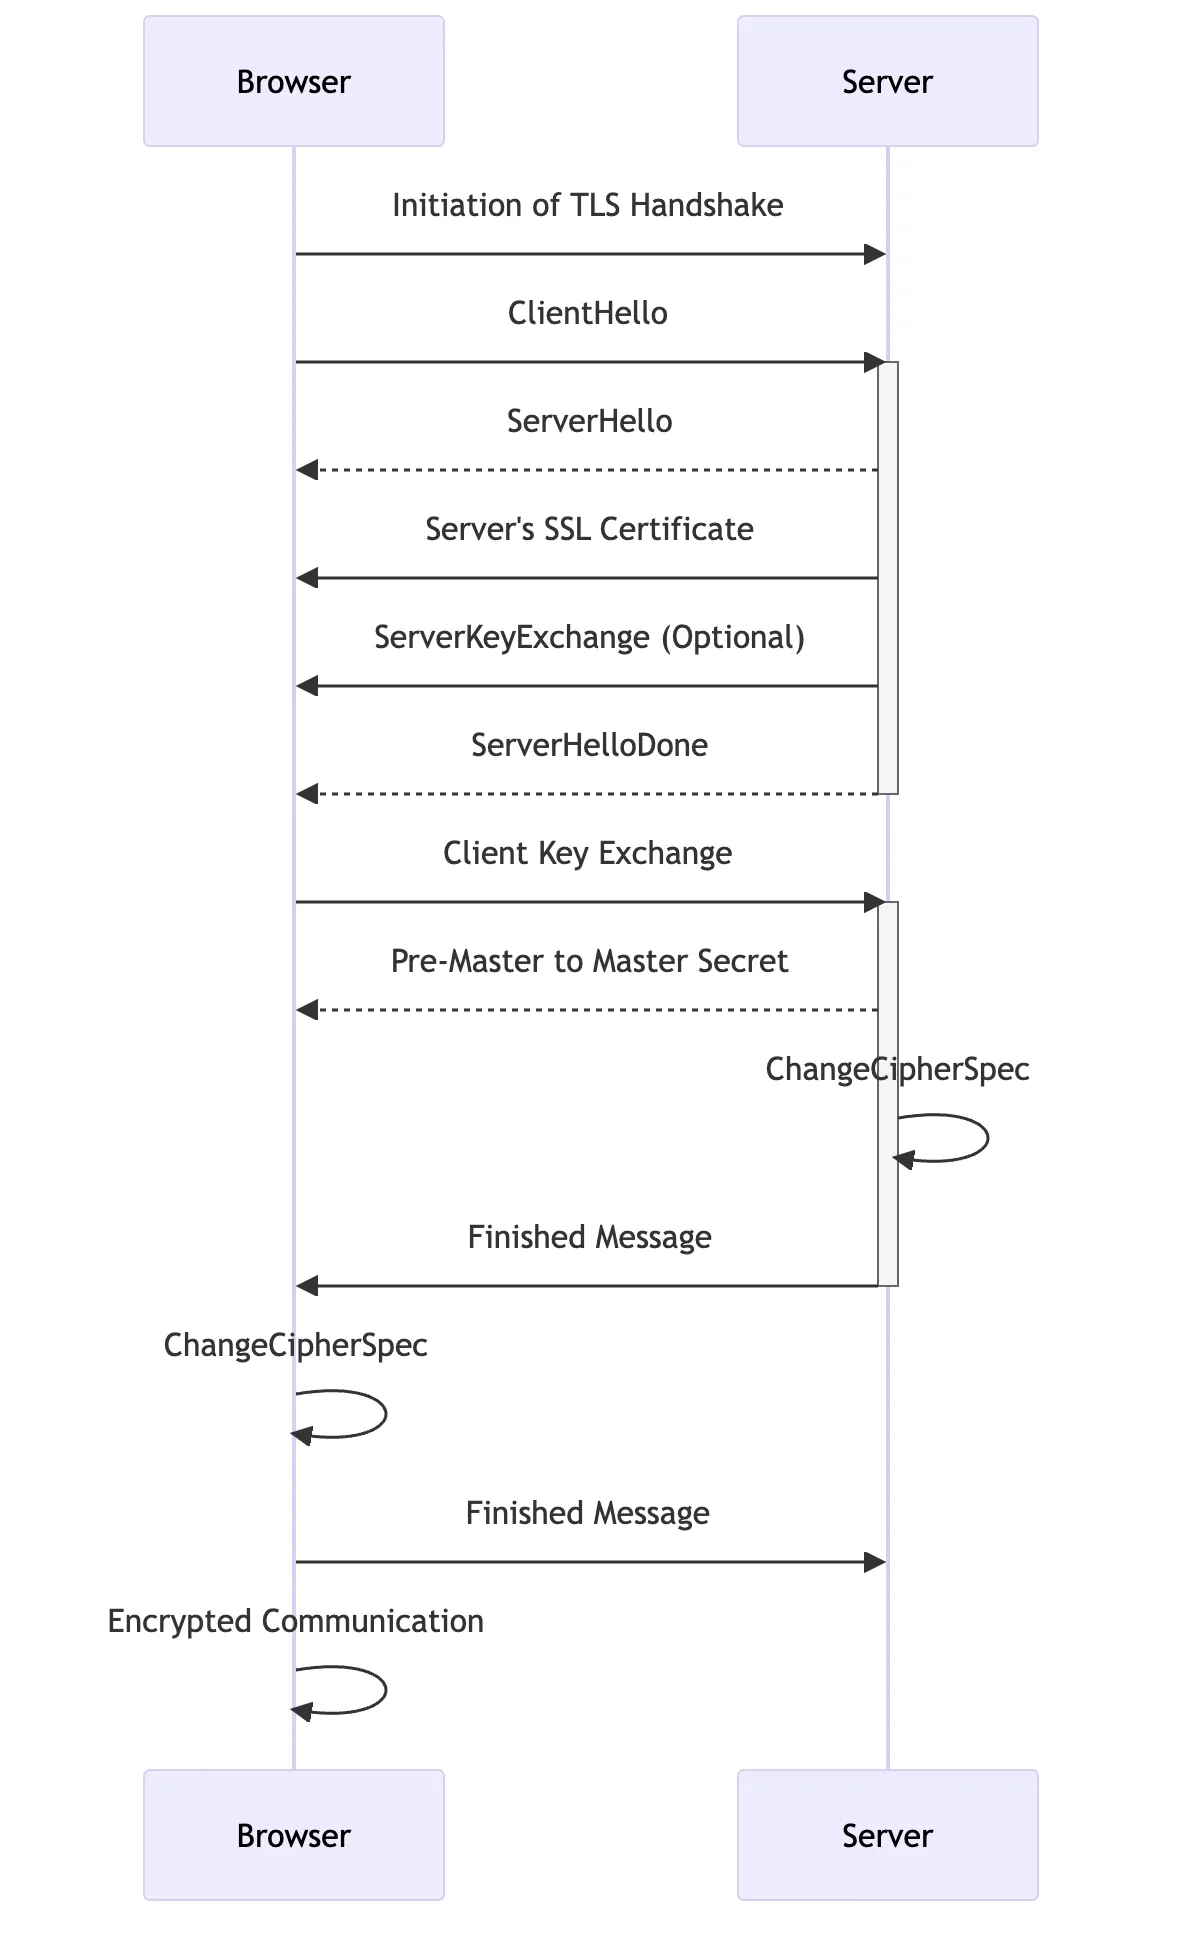 Browser
Server
Initiation of TLS Handshake
ClientHello
ServerHello
Server's SSL Certificate
ServerKeyExchange (Optional)
ServerHelloDone
Client Key Exchange
Pre-Master to Master Secret
ChangeCipherSpec
Finished Message
ChangeCipherSpec
Finished Message
Encrypted Communication
Browser
Server